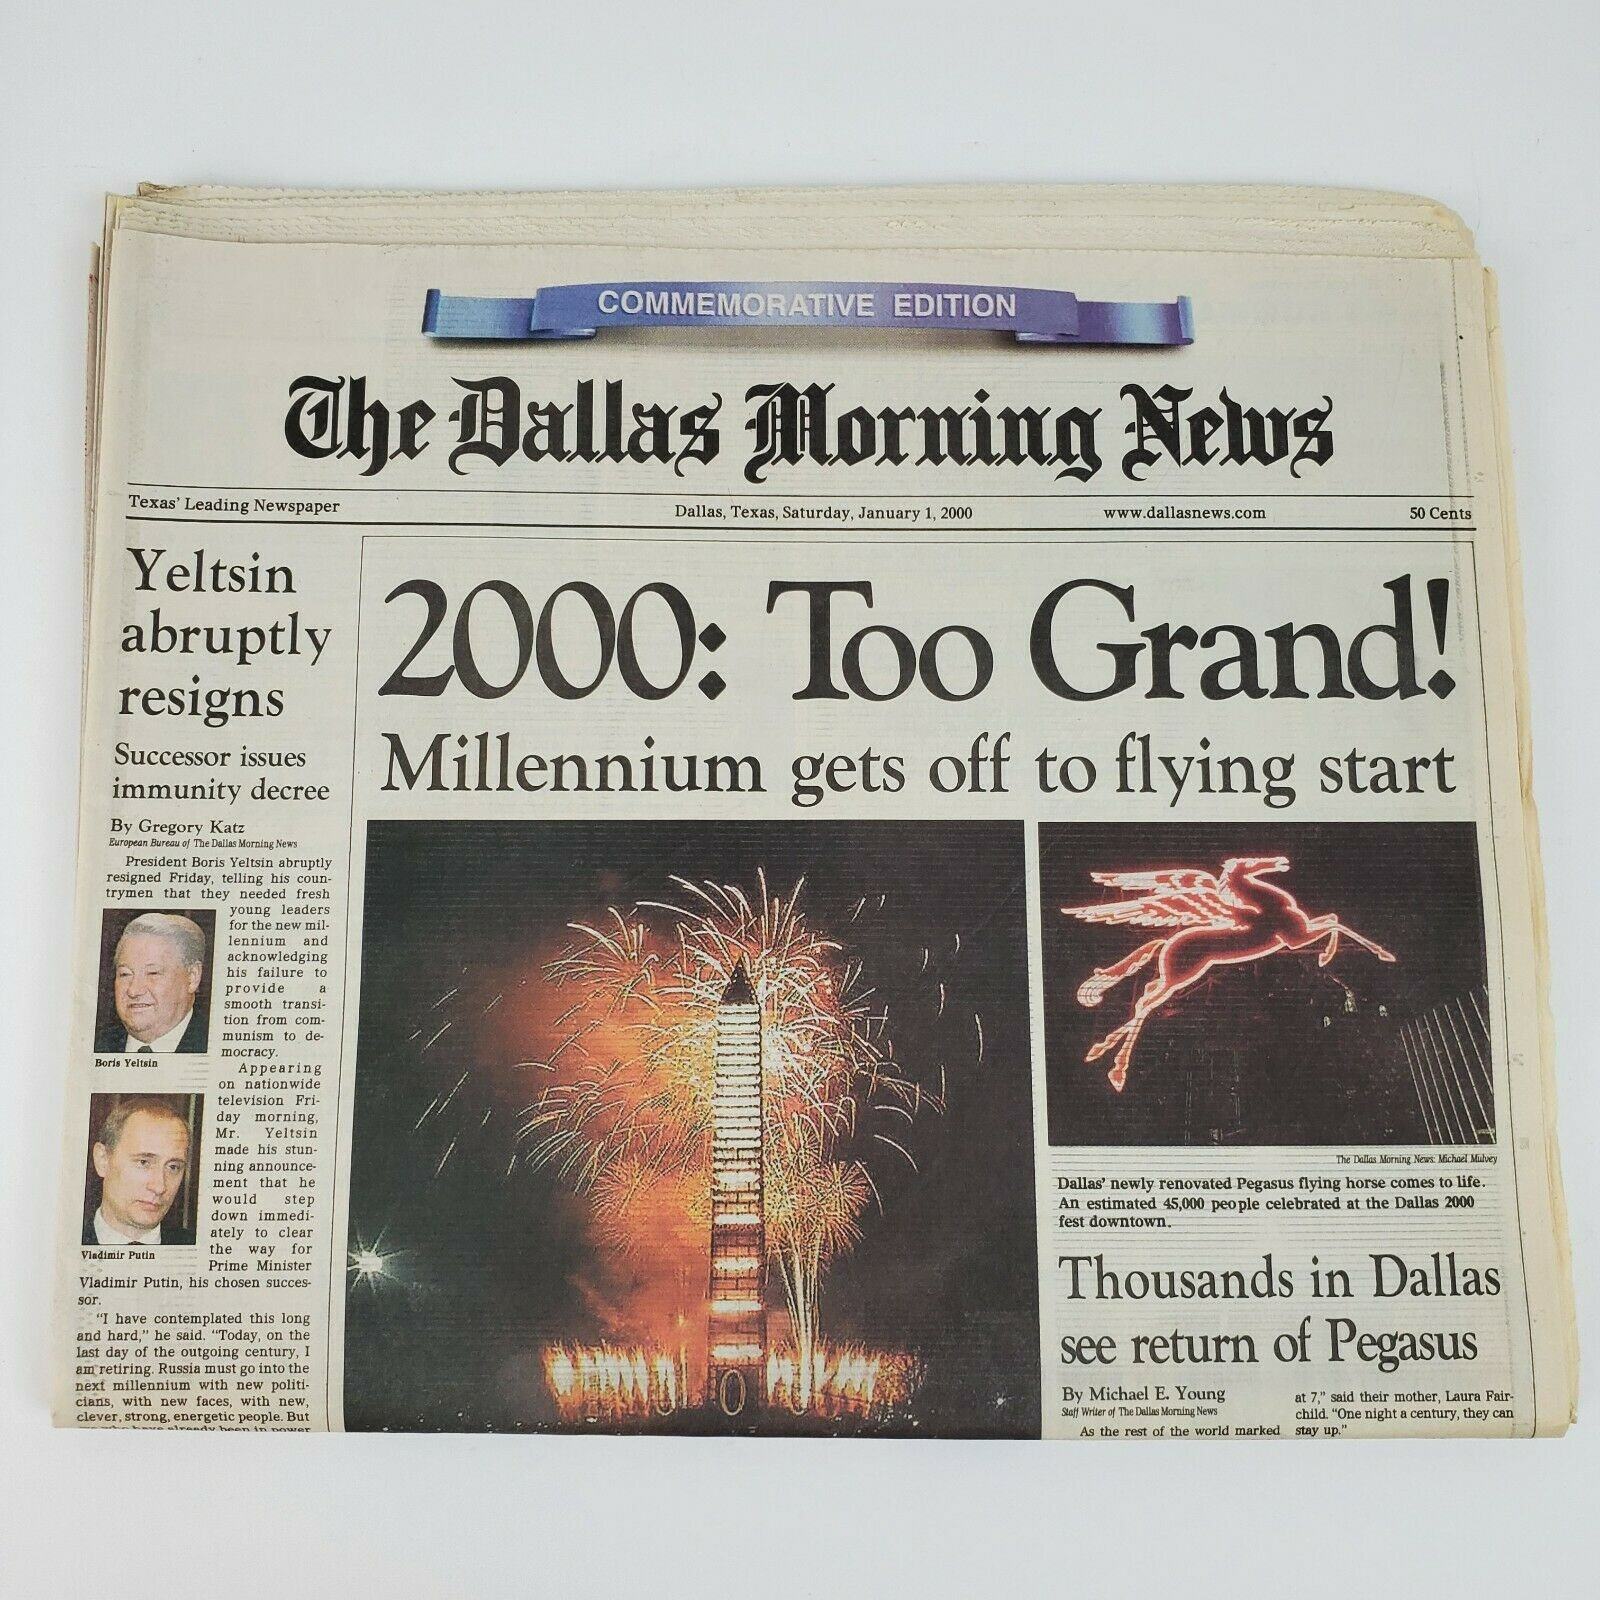 COMMEMORATIVE EDITION
The Dallas Morning News
Texas' Leading Newspaper
Dallas, Texas, Saturday, January 1, 2000
www.dallasnews.com
50 Cents
Yeltsin
abruptly
resigns
Successor issues
immunity decree
By Gregory Katz
European Bureau of The Dallas Morning News
President Boris Yeltsin abruptly
resigned Friday, telling his coun-
trymen that they needed fresh
young leaders
for the new mil-
lennium and
acknowledging
his failure to
provide a
smooth transi-
tion from com-
munism to de-
mocracy.
Boris Yeltsin
Appearing
on nationwide
television Fri-
day morning,
Mr. Yeltsin
made his stun-
ning announce-
ment that he
would step
down immedi-
ately to clear
the way for
Prime Minister
Vladimir Putin
Vladimir Putin, his chosen succes-
sor.
"I have contemplated this long
and hard," he said. "Today, on the
last day of the outgoing century, I
am retiring. Russia must go into the
next millennium with new politi-
cians, with new faces, with new,
clever, strong, energetic people. But
who have already been in power
2000: Too Grand!
Millennium gets off to flying start
The Dallas Morning News: Michael Mulvey
Dallas' newly renovated Pegasus flying horse comes to life.
An estimated 45,000 people celebrated at the Dallas 2000
fest downtown.
Thousands in Dallas
see return of Pegasus
By Michael E. Young
Staff Writer of The Dallas Morning News
As the rest of the world marked
at 7," said their mother, Laura Fair-
child. "One night a century, they can
stay up."